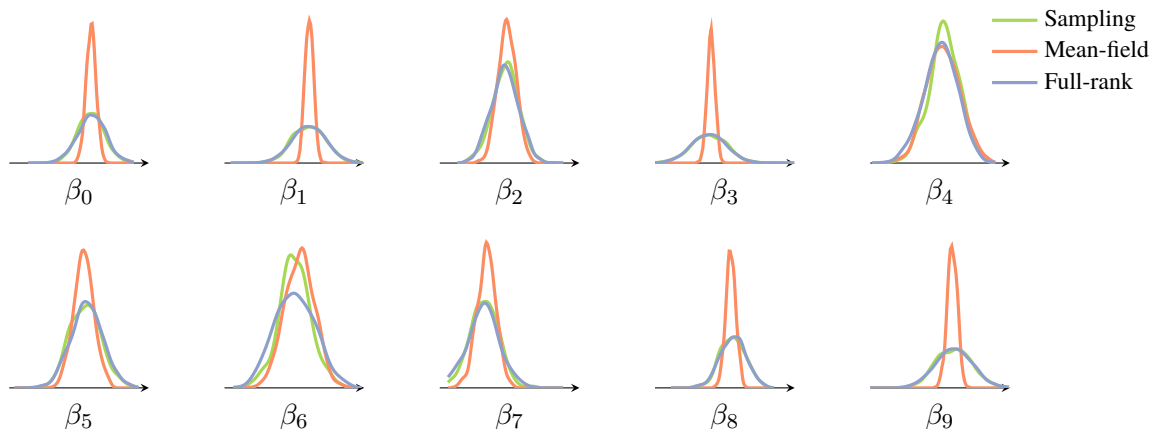 Sampling
Mean-field
Full-rank
β₀ β₁ β₂ β₃ β₄
β₅ β₆ β₇ β₈ β₉